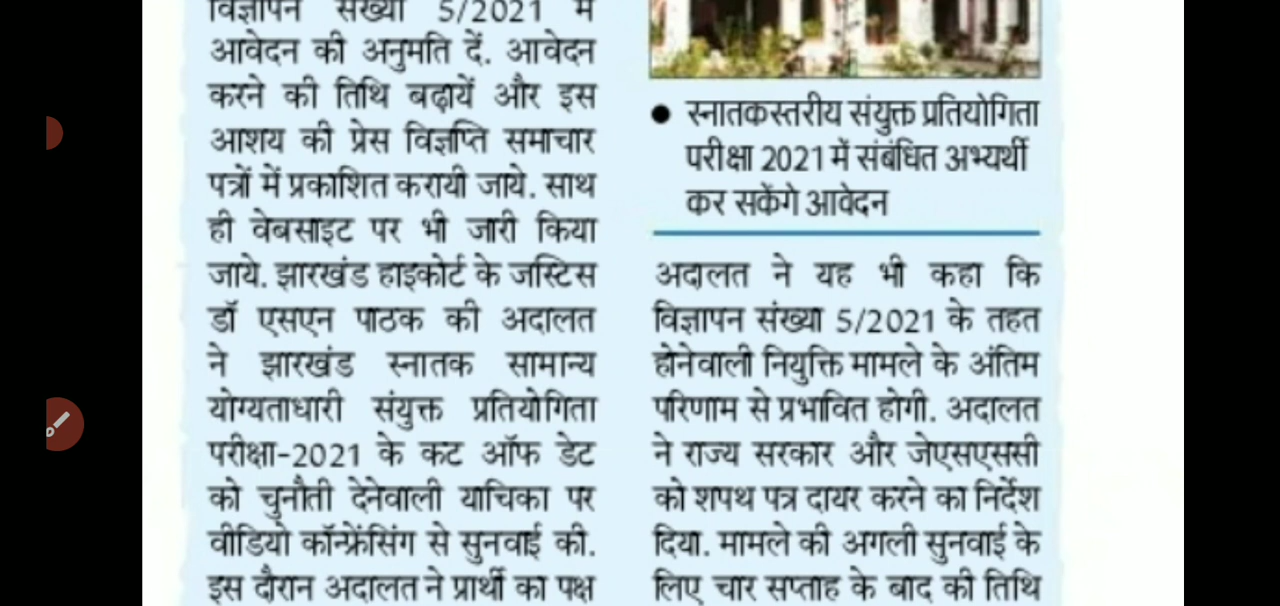 विज्ञापन संख्या 5/2021 में
आवेदन की अनुमति दें. आवेदन
करने की तिथि बढ़ायें और इस
आशय की प्रेस विज्ञप्ति समाचार
पत्रों में प्रकाशित करायी जाये. साथ
ही वेबसाइट पर भी जारी किया
जाये. झारखंड हाइकोर्ट के जस्टिस
डॉ एसएन पाठक की अदालत
ने झारखंड स्नातक सामान्य
योग्यताधारी संयुक्त प्रतियोगिता
परीक्षा-2021 के कट ऑफ डेट
को चुनौती देनेवाली याचिका पर
वीडियो कॉन्फ्रेंसिंग से सुनवाई की.
इस दौरान अदालत ने प्रार्थी का पक्ष
● स्नातकस्तरीय संयुक्त प्रतियोगिता
परीक्षा 2021 में संबंधित अभ्यर्थी
कर सकेंगे आवेदन
अदालत ने यह भी कहा कि
विज्ञापन संख्या 5/2021 के तहत
होनेवाली नियुक्ति मामले के अंतिम
परिणाम से प्रभावित होगी. अदालत
ने राज्य सरकार और जेएसएससी
को शपथ पत्र दायर करने का निर्देश
दिया. मामले की अगली सुनवाई के
लिए चार सप्ताह के बाद की तिथि